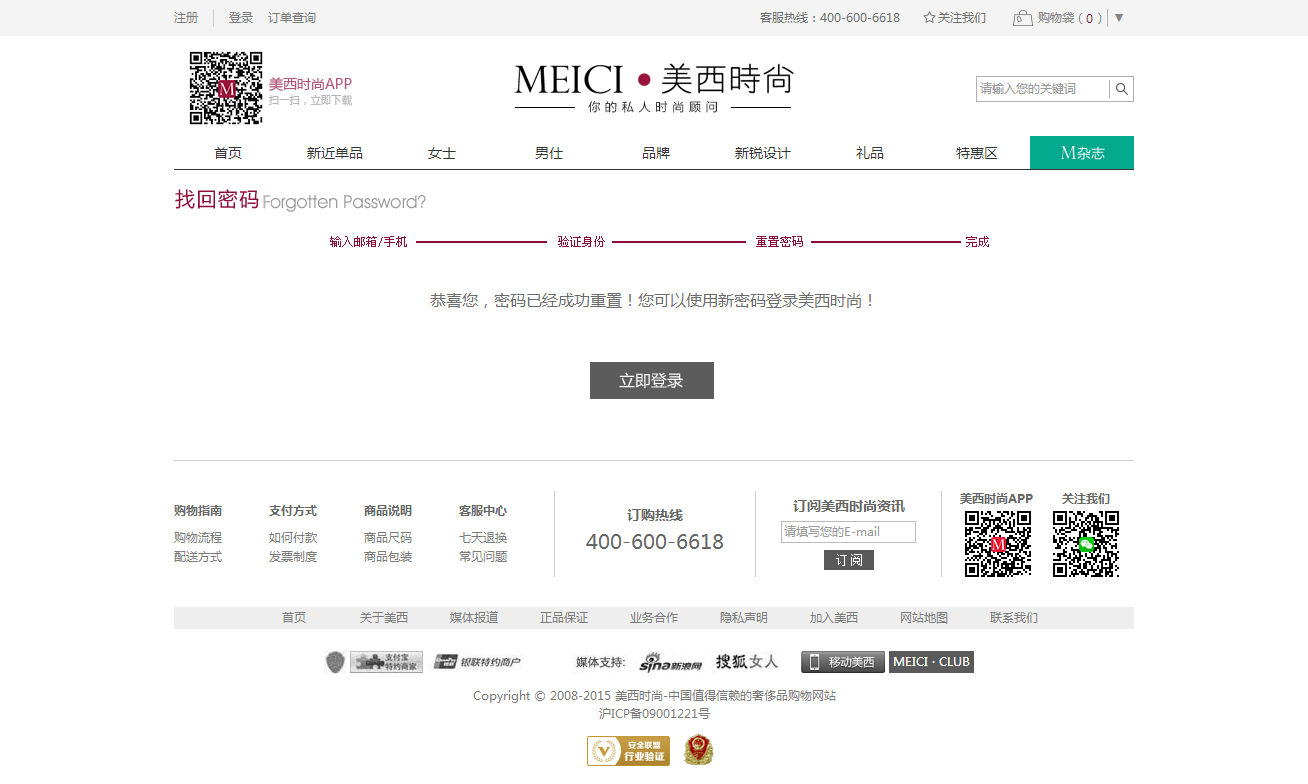 注册 登录 订单查询 客服热线：400-600-6618 关注我们 购物袋 ( 0 ) ▼
M
美西时尚APP
扫一扫，立即下载
MEICI ● 美西時尚
你的私人时尚顾问
请输入您的关键词
首页 新近单品 女士 男仕 品牌 新锐设计 礼品 特惠区 M杂志
找回密码 Forgotten Password?
输入邮箱/手机 验证身份 重置密码 完成
恭喜您，密码已经成功重置！您可以使用新密码登录美西时尚！
立即登录
购物指南 支付方式 商品说明 客服中心
购物流程 如何付款 商品尺码 七天退换
配送方式 发票制度 商品包装 常见问题
订购热线
400-600-6618
订阅美西时尚资讯
请填写您的E-mail
订 阅
美西时尚APP 关注我们
M
首页 关于美西 媒体报道 正品保证 业务合作 隐私声明 加入美西 网站地图 联系我们
支付宝
特约商家
银联特约商户
媒体支持:
sina新浪网
搜狐女人
移动美西
MEICI · CLUB
Copyright © 2008-2015 美西时尚-中国值得信赖的奢侈品购物网站
沪ICP备09001221号
安全联盟
行业验证